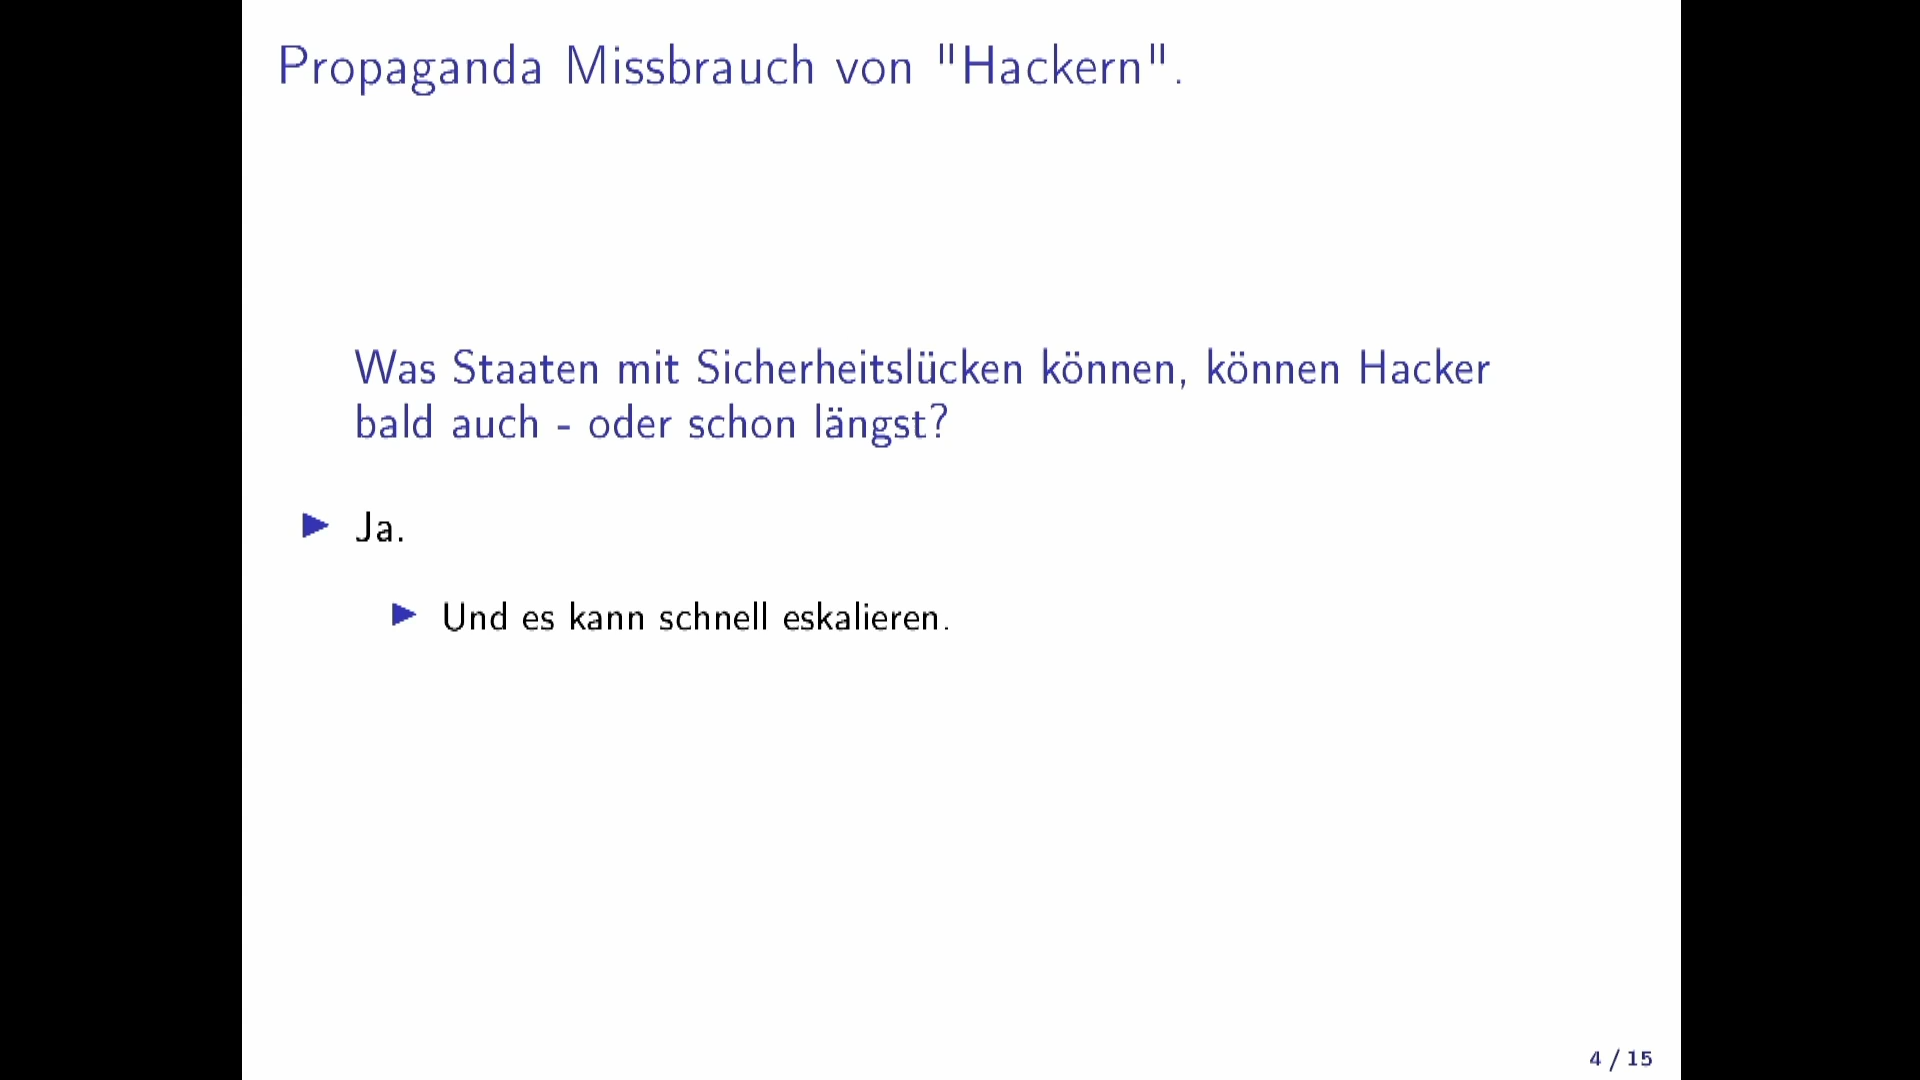 Propaganda Missbrauch von "Hackern".
Was Staaten mit Sicherheitslücken können, können Hacker
bald auch - oder schon längst?
Ja.
Und es kann schnell eskalieren.
4 / 15